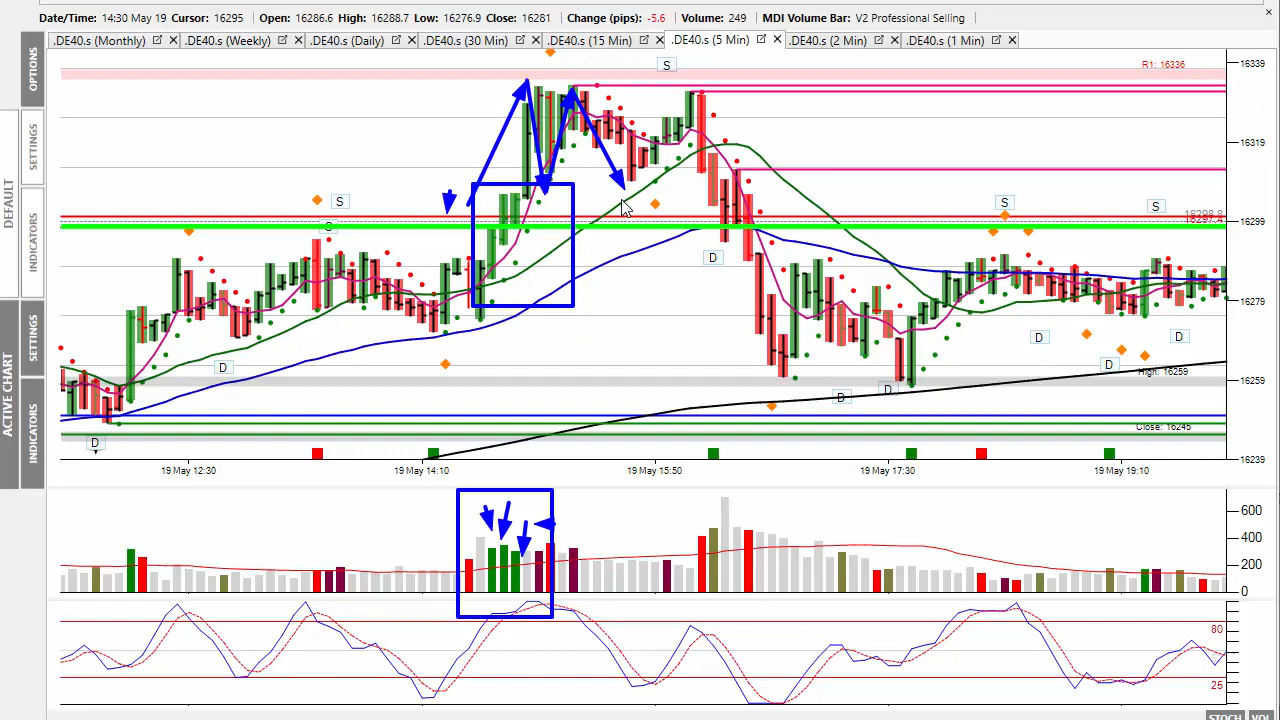 Date/Time: 14:30 May 19 Cursor: 16295 Open: 16286.6 High: 16288.7 Low: 16276.9 Close: 16281 Change (pips): -5.6 Volume: 249 MDI Volume Bar: V2 Professional Selling
.DE40.s (Monthly) .DE40.s (Weekly) .DE40.s (Daily) .DE40.s (30 Min) .DE40.s (15 Min) .DE40.s (5 Min) .DE40.s (2 Min) .DE40.s (1 Min)
OPTIONS
SETTINGS
INDICATORS
DEFAULT
SETTINGS
INDICATORS
ACTIVE CHART
S
R1: 16336
16339
16319
S
S
S
16299
D
16279
D
D
D
D
High: 16259
16259
D
D
D
Close: 16245
16239
19 May 12:30 19 May 14:10 19 May 15:50 19 May 17:30 19 May 19:10
600
400
200
0
80
25
STOCH VOL